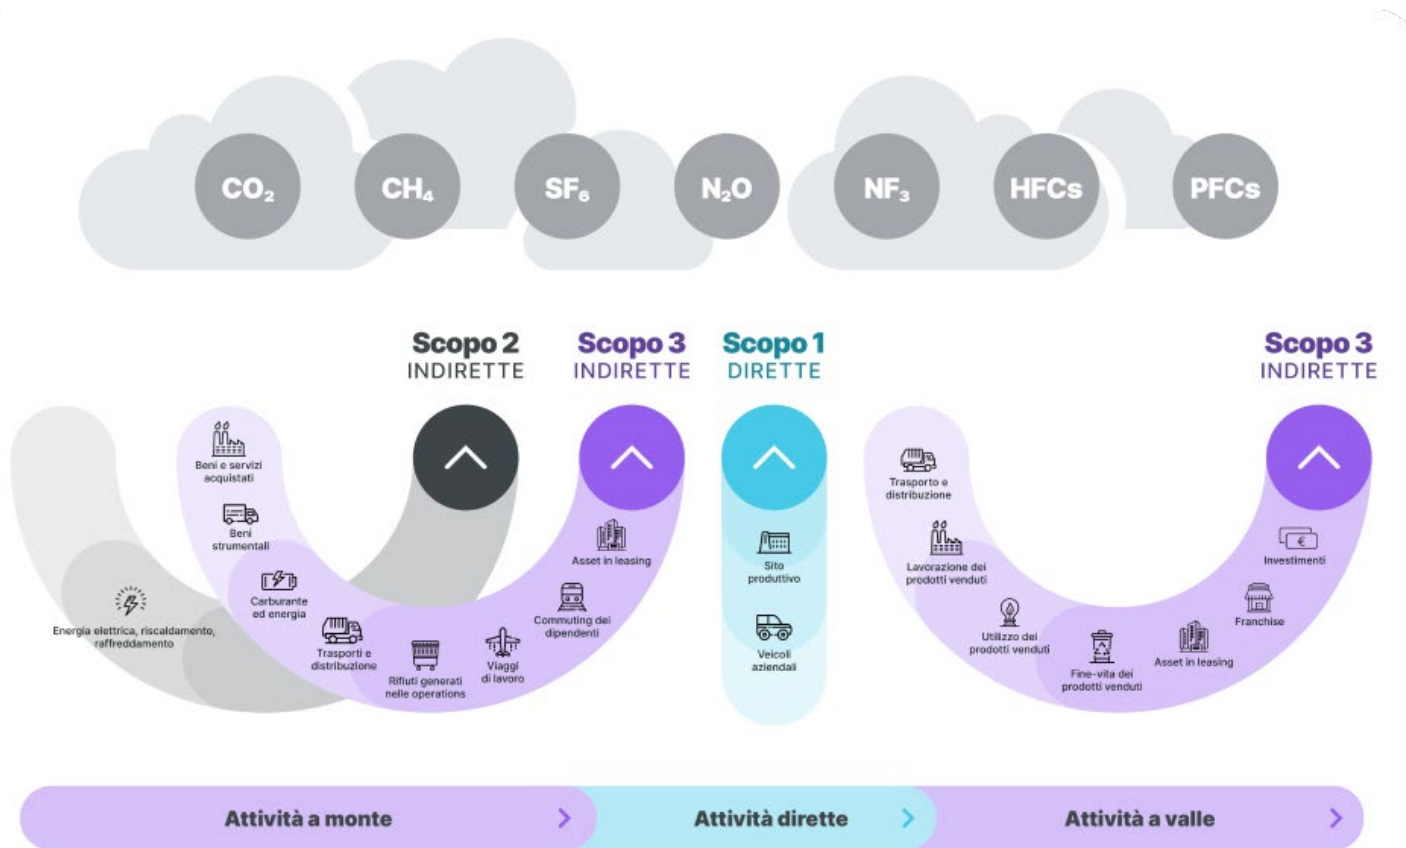 CO₂
CH₄
SF₆
N₂O
NF₃
HFCs
PFCs
Scopo 2
INDIRETTE
Scopo 3
INDIRETTE
Scopo 1
DIRETTE
Scopo 3
INDIRETTE
Energia elettrica, riscaldamento,
raffreddamento
Beni e servizi
acquistati
Beni
strumentali
Carburante
ed energia
Trasporti e
distribuzione
Rifiuti generati
nelle operations
Viaggi
di lavoro
Commuting dei
dipendenti
Asset in leasing
Sito
produttivo
Veicoli
aziendali
Trasporto e
distribuzione
Lavorazione dei
prodotti venduti
Utilizzo dei
prodotti venduti
Fine-vita dei
prodotti venduti
Asset in leasing
Franchise
€
Investimenti
Attività a monte
Attività dirette
Attività a valle